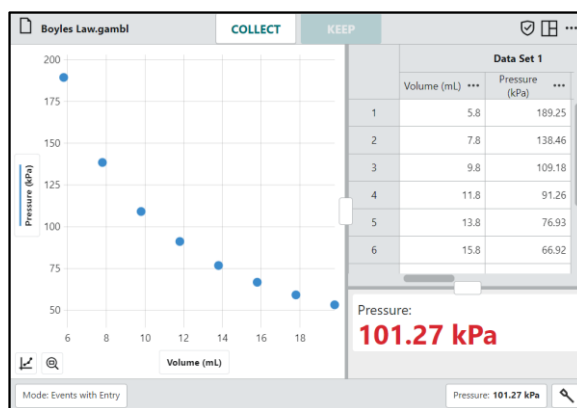 Boyles Law.gambl
COLLECT
KEEP
200
175
150
125
100
75
50
Pressure (kPa)
6 8 10 12 14 16 18
Volume (mL)
Data Set 1
Volume (mL) ••• Pressure (kPa) •••
1 5.8 189.25
2 7.8 138.46
3 9.8 109.18
4 11.8 91.26
5 13.8 76.93
6 15.8 66.92
Pressure:
101.27 kPa
Mode: Events with Entry
Pressure: 101.27 kPa